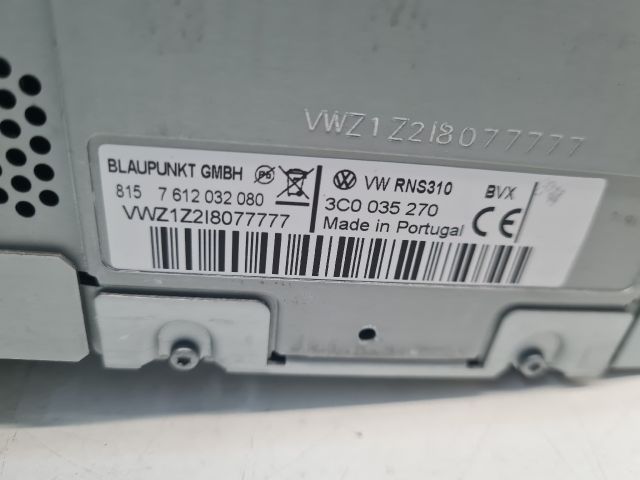 VWZ1Z2I8077777
BLAUPUNKT GMBH
815 7 612 032 080
VWZ1Z2I8077777
VW RNS310 BVX
3C0 035 270
Made in Portugal CE